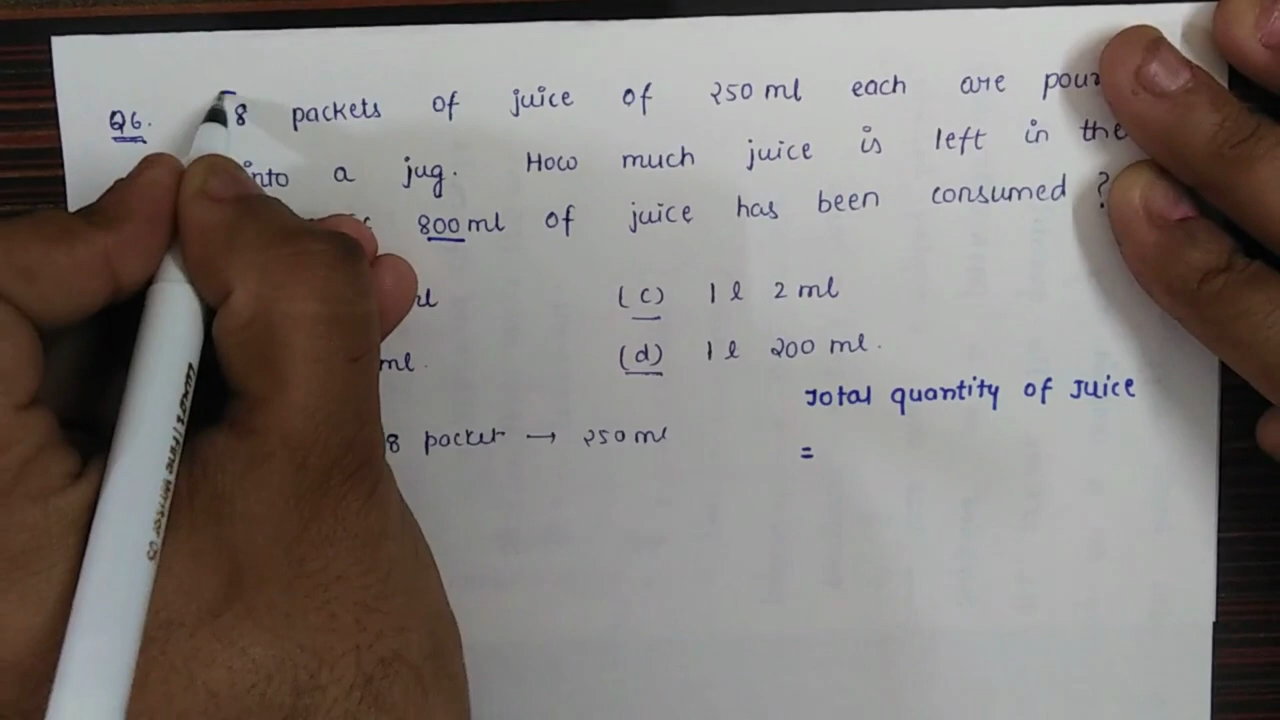 Q6. 8 packets of juice of 250 ml each are pour
into a jug. How much juice is left in the
800ml of juice has been consumed ?
(c) 1 l 2 ml
ml. (d) 1 l 200 ml.
Total quantity of Juice
8 packet → 250 ml
=